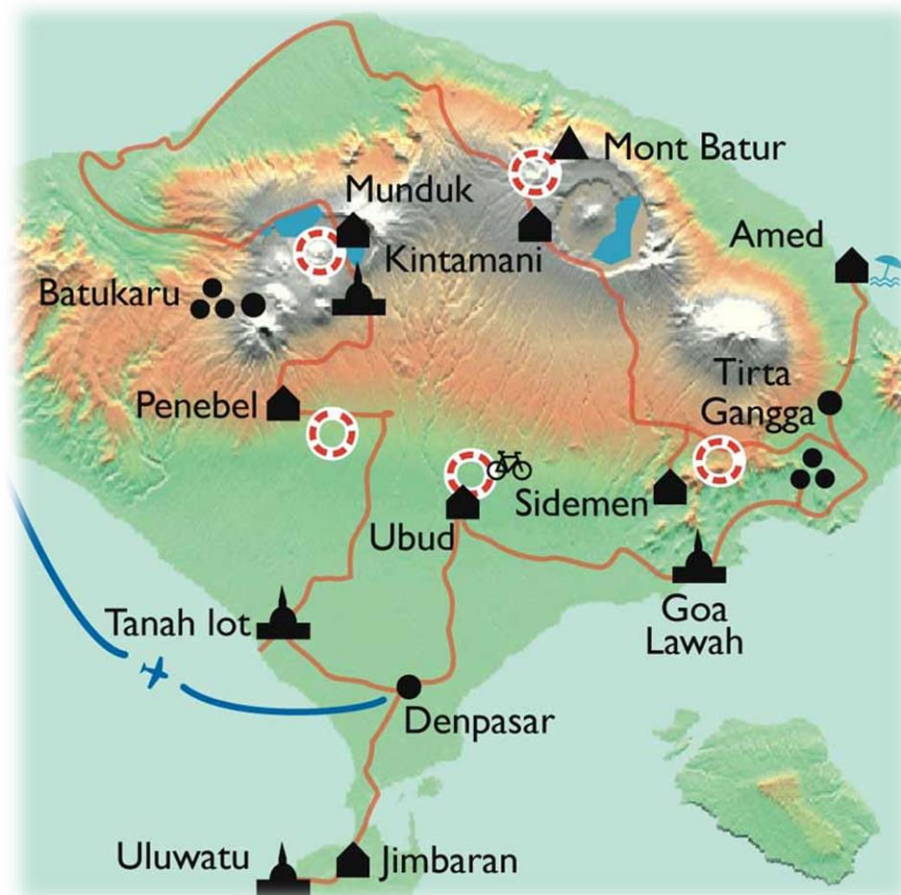 Mont Batur
Munduk
Amed
Kintamani
Batukaru
Tirta
Gangga
Penebel
Sidemen
Ubud
Goa
Lawah
Tanah lot
Denpasar
Uluwatu
Jimbaran